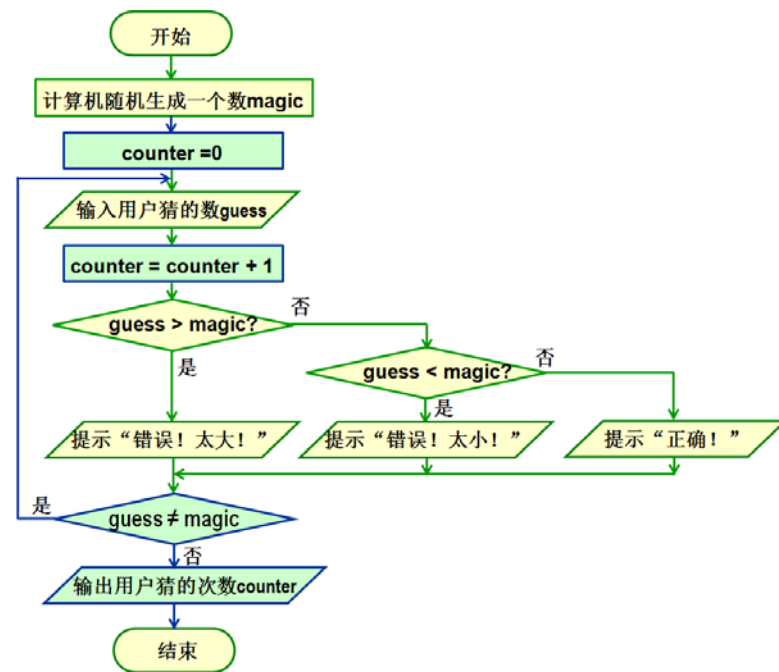 开始
计算机随机生成一个数magic
counter =0
输入用户猜的数guess
counter = counter + 1
guess > magic?
否
是
guess < magic?
否
是
提示“错误！太大！”
提示“错误！太小！”
提示“正确！”
guess ≠ magic
是
否
输出用户猜的次数counter
结束